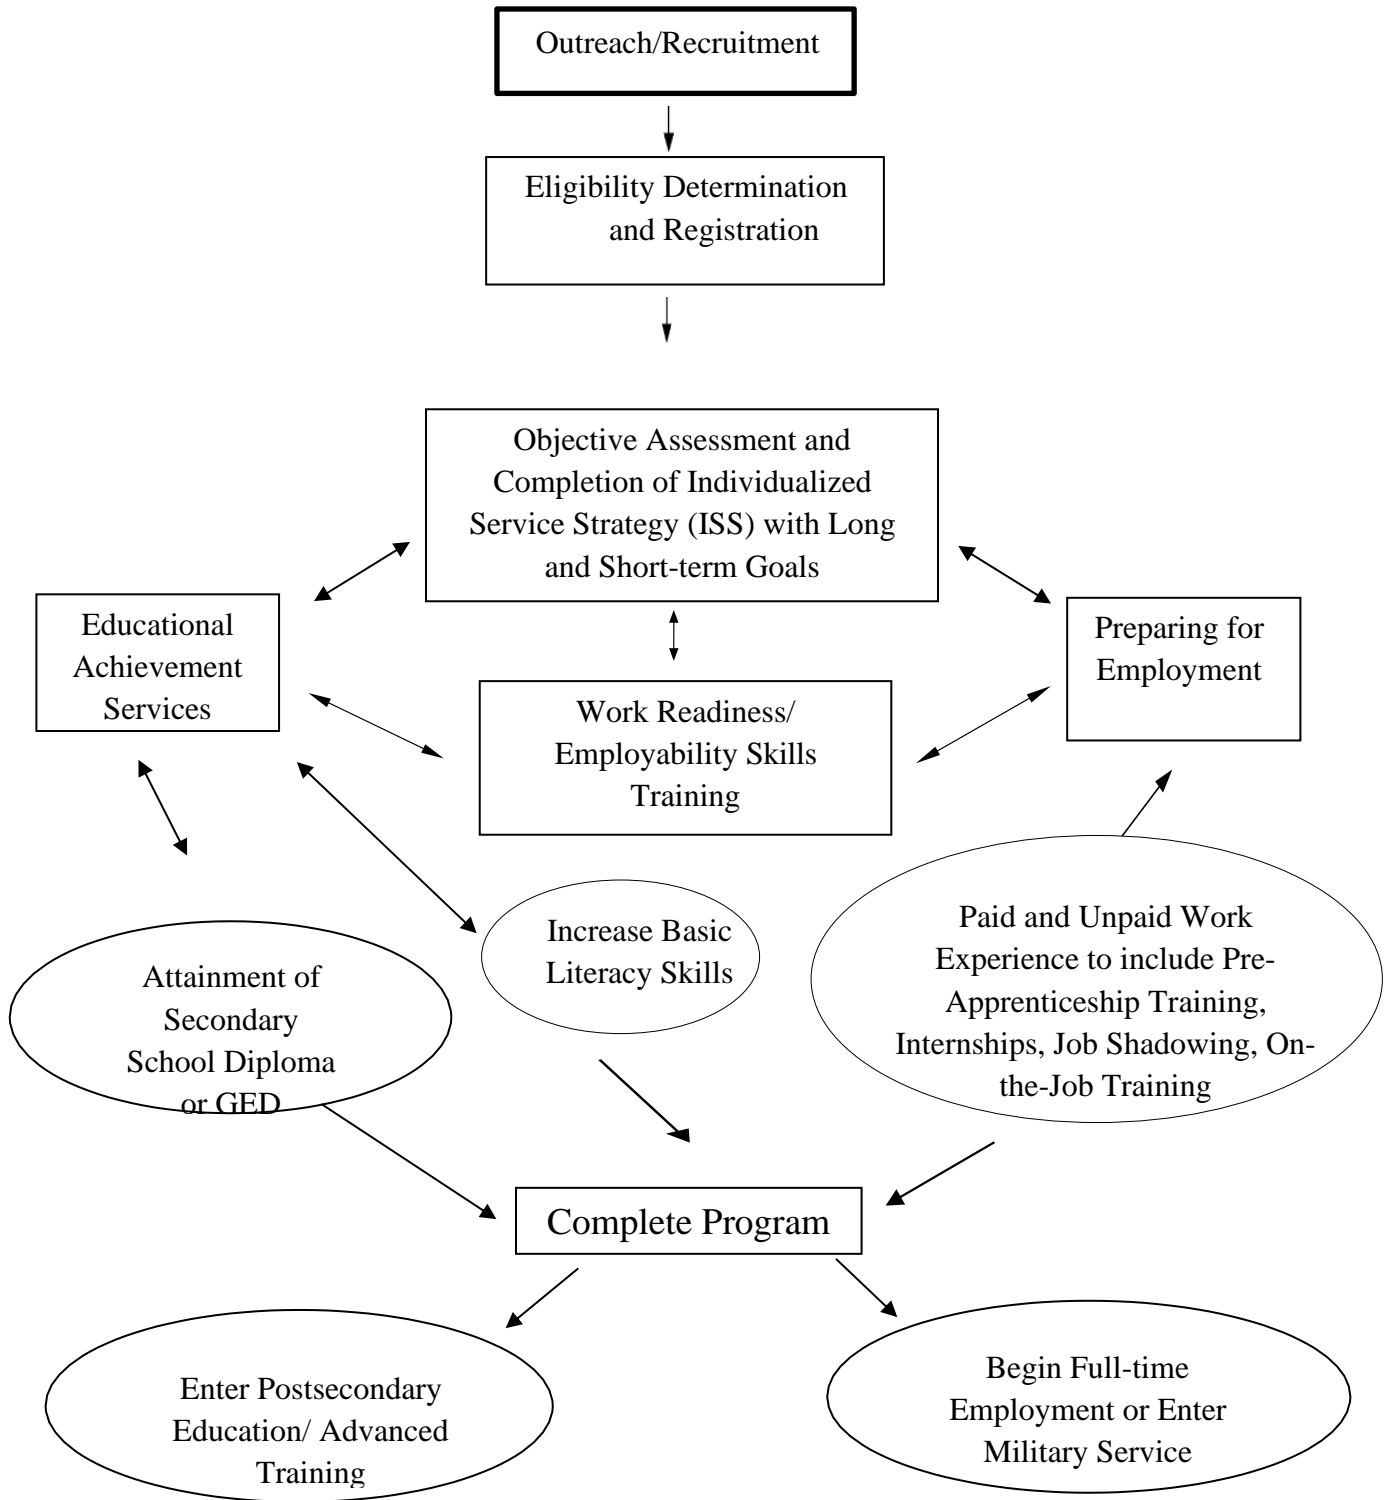 Outreach/Recruitment
Eligibility Determination
and Registration
Objective Assessment and
Completion of Individualized
Service Strategy (ISS) with Long
and Short-term Goals
Educational
Achievement
Services
Preparing for
Employment
Work Readiness/
Employability Skills
Training
Increase Basic
Literacy Skills
Paid and Unpaid Work
Experience to include Pre-
Apprenticeship Training,
Internships, Job Shadowing, On-
the-Job Training
Attainment of
Secondary
School Diploma
or GED
Complete Program
Enter Postsecondary
Education/ Advanced
Training
Begin Full-time
Employment or Enter
Military Service